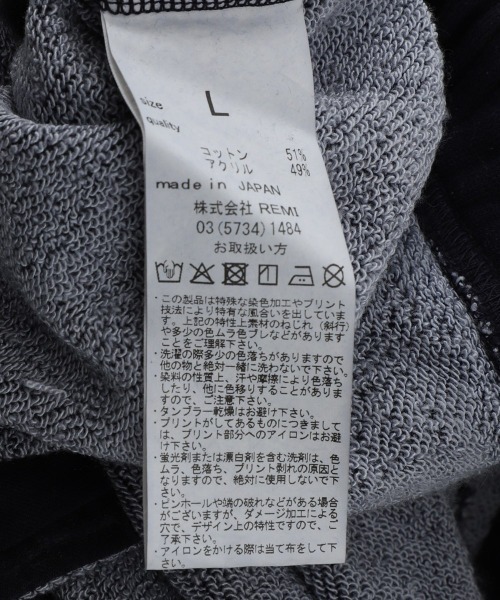 size L
quality
コットン 51%
アクリル 49%
made in JAPAN
株式会社 REMI
03(5734)1484
お取扱い方
・この製品は特殊な染色加工やプリント
技法により特有な風合いを出していま
す。上記の特性上素材のねじれ（斜行）
や多少の色ムラ色ブレなどがあります
ことをご理解下さい。
・洗濯の際多少の色落ちがありますので
他の物と絶対一緒に洗わないで下さい。
・染料の性質上、汗や摩擦により色落ち
したり、他に色移りすることがあります
ので、ご注意下さい。
・タンブラー乾燥はお避け下さい。
・プリントがしてあるものにつきまして
は、プリント部分へのアイロンはお避
け下さい。
・蛍光剤または漂白剤を含む洗剤は、色
ムラ、色落ち、プリント剥れの原因と
なりますので、絶対に使用しないで下
さい。
・ピンホールや端の破れなどがある場合
がございますが、ダメージ加工による
穴で、デザイン上の特性ですので、ご
了承下さい。
・アイロンをかける際は当て布をして下
さい。